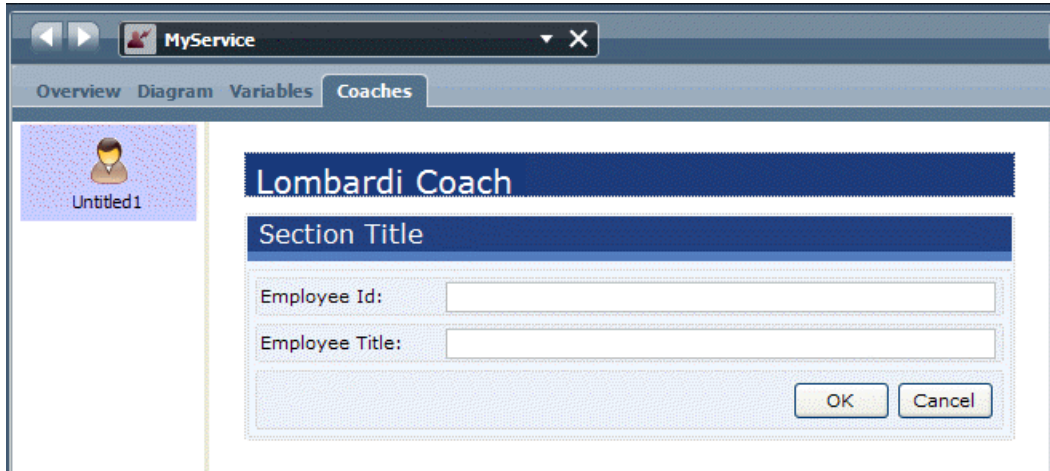 MyService
Overview Diagram Variables Coaches
Untitled1
Lombardi Coach
Section Title
Employee Id:
Employee Title:
OK Cancel